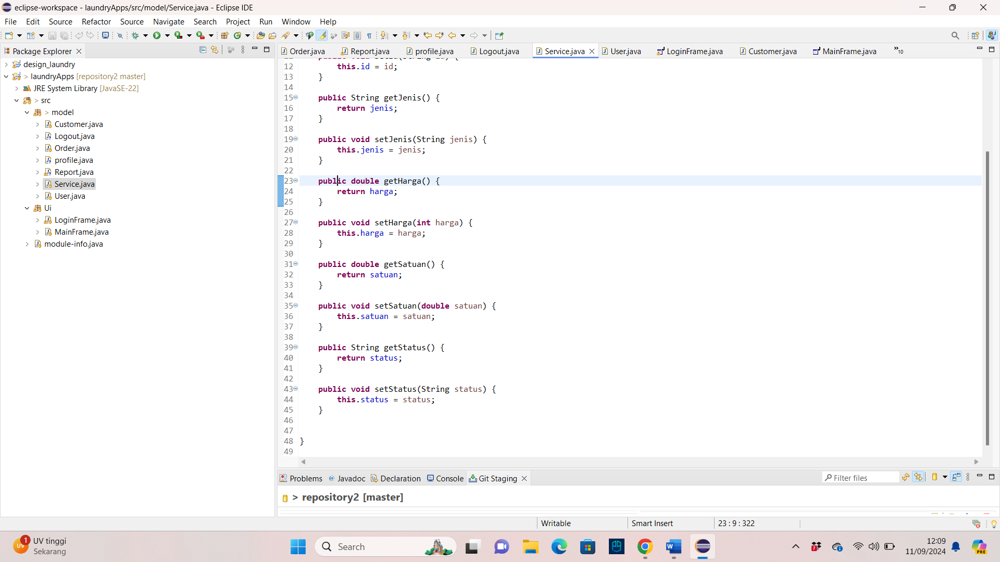 eclipse-workspace - laundryApps/src/model/Service.java - Eclipse IDE
File Edit Source Refactor Source Navigate Search Project Run Window Help
Package Explorer
design_laundry
> laundryApps [repository2 master]
JRE System Library [JavaSE-22]
> src
> model
Customer.java
Logout.java
Order.java
profile.java
Report.java
Service.java
User.java
Ui
LoginFrame.java
MainFrame.java
module-info.java
Order.java Report.java profile.java Logout.java Service.java User.java LoginFrame.java Customer.java MainFrame.java »10
12 this.id = id;
13 }
14
15 public String getJenis() {
16 return jenis;
17 }
18
19 public void setJenis(String jenis) {
20 this.jenis = jenis;
21 }
22
23 public double getHarga() {
24 return harga;
25 }
26
27 public void setHarga(int harga) {
28 this.harga = harga;
29 }
30
31 public double getSatuan() {
32 return satuan;
33 }
34
35 public void setSatuan(double satuan) {
36 this.satuan = satuan;
37 }
38
39 public String getStatus() {
40 return status;
41 }
42
43 public void setStatus(String status) {
44 this.status = status;
45 }
46
47
48 }
49
Problems @ Javadoc Declaration Console Git Staging
Filter files
> repository2 [master]
Writable Smart Insert 23 : 9 : 322
1
UV
UV tinggi
Sekarang
Search
7
PRE
12:09
11/09/2024